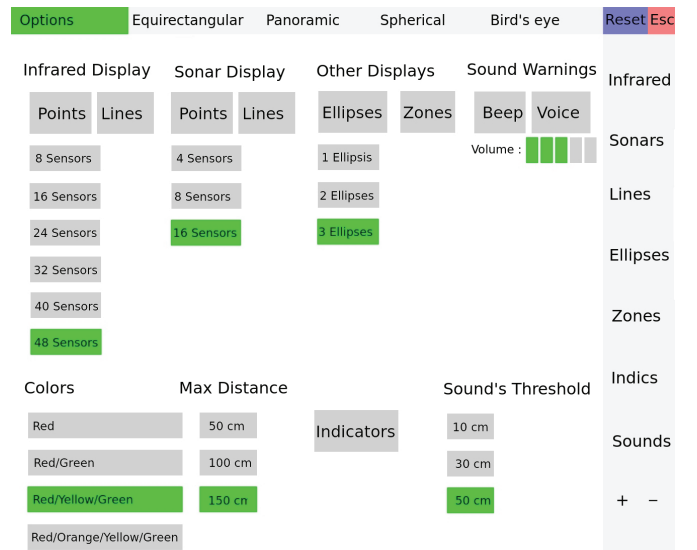 Options Equirectangular Panoramic Spherical Bird's eye Reset Esc
Infrared Display Sonar Display Other Displays Sound Warnings Infrared
Points Lines Points Lines Ellipses Zones Beep Voice
Volume : Sonars
8 Sensors 4 Sensors 1 Ellipsis
16 Sensors 8 Sensors 2 Ellipses Lines
24 Sensors 16 Sensors 3 Ellipses
32 Sensors Ellipses
40 Sensors Zones
48 Sensors
Colors Max Distance Sound's Threshold Indics
Red 50 cm Indicators 10 cm
Sounds
Red/Green 100 cm 30 cm
Red/Yellow/Green 150 cm 50 cm + −
Red/Orange/Yellow/Green